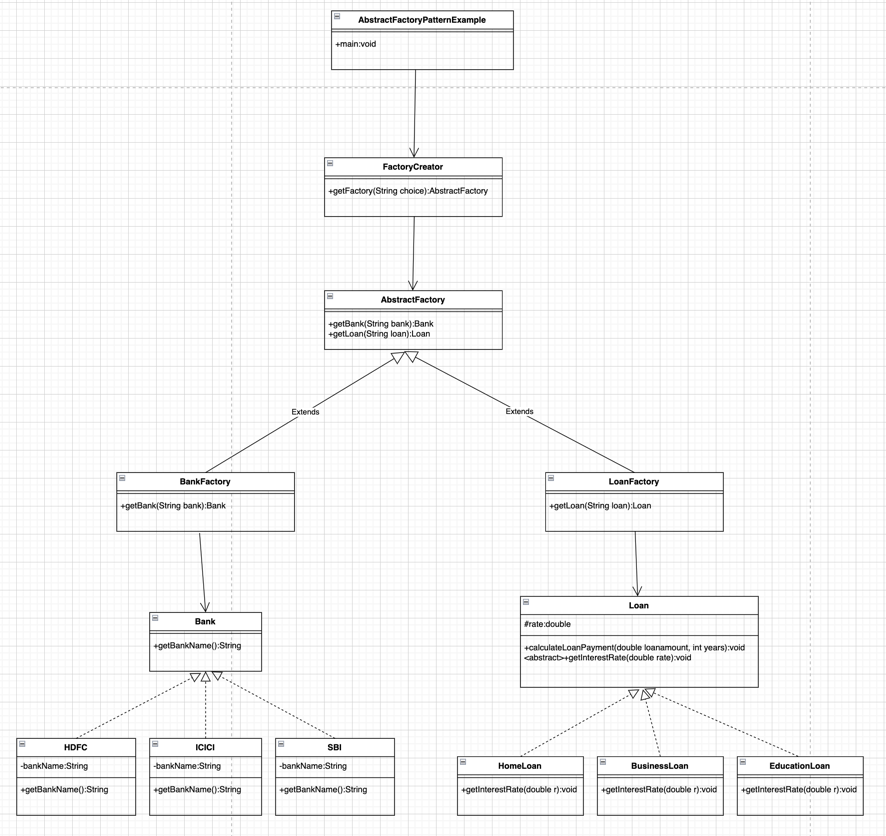 AbstractFactoryPatternExample
+main:void
FactoryCreator
+getFactory(String choice):AbstractFactory
AbstractFactory
+getBank(String bank):Bank
+getLoan(String loan):Loan
Extends
Extends
BankFactory
+getBank(String bank):Bank
LoanFactory
+getLoan(String loan):Loan
Bank
+getBankName():String
Loan
#rate:double
+calculateLoanPayment(double loanamount, int years):void
<abstract>+getInterestRate(double rate):void
HDFC
-bankName:String
+getBankName():String
ICICI
-bankName:String
+getBankName():String
SBI
-bankName:String
+getBankName():String
HomeLoan
+getInterestRate(double r):void
BusinessLoan
+getInterestRate(double r):void
EducationLoan
+getInterestRate(double r):void